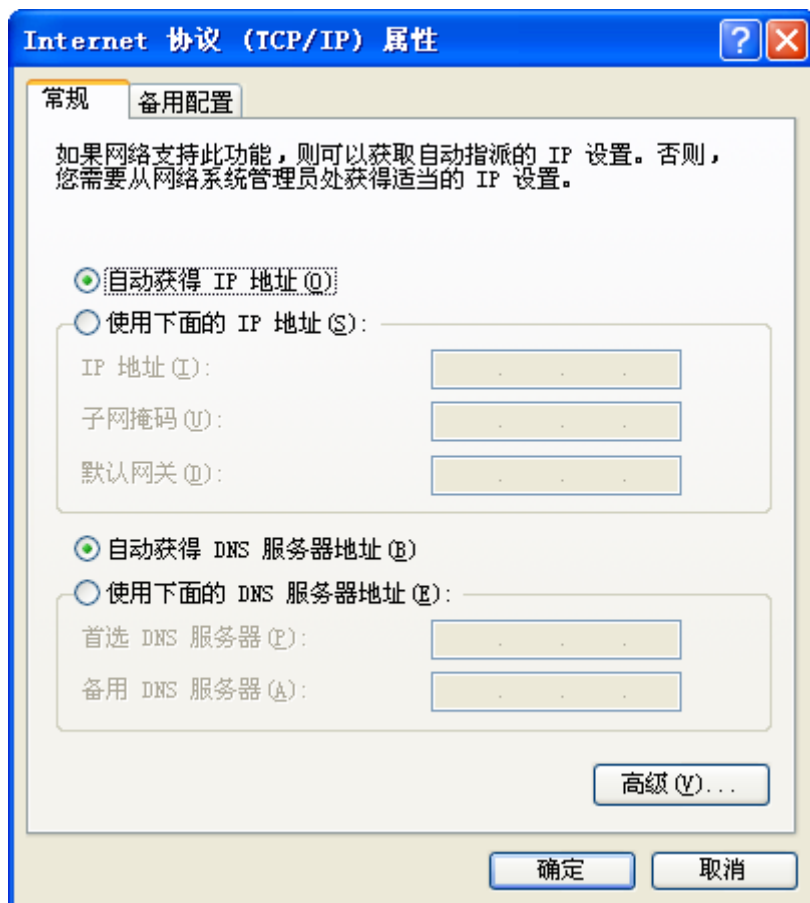 Internet 协议 (TCP/IP) 属性
常规
备用配置
如果网络支持此功能，则可以获取自动指派的 IP 设置。否则，
您需要从网络系统管理员处获得适当的 IP 设置。
自动获得 IP 地址(O)
使用下面的 IP 地址(S):
IP 地址(I):
子网掩码(U):
默认网关(D):
自动获得 DNS 服务器地址(B)
使用下面的 DNS 服务器地址(E):
首选 DNS 服务器(P):
备用 DNS 服务器(A):
高级(V)...
确定
取消